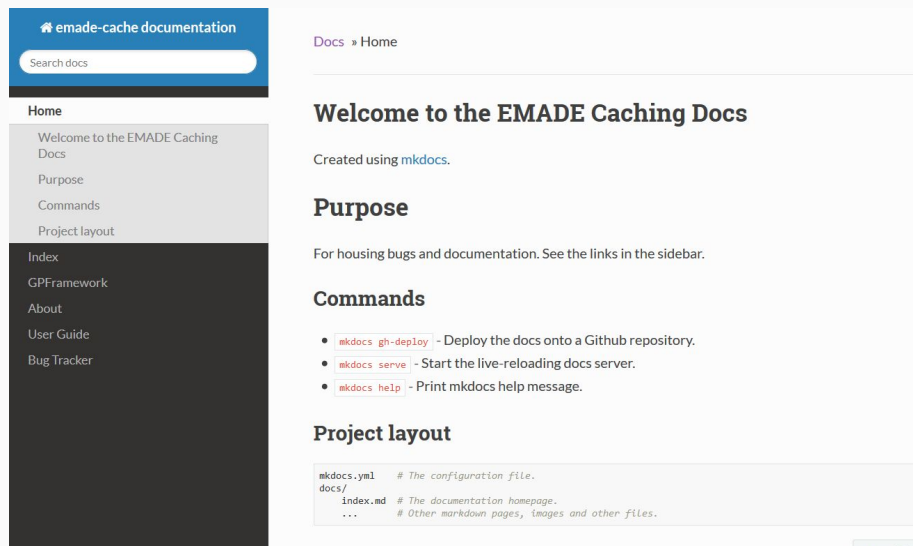 emade-cache documentation
Search docs
Home
Welcome to the EMADE Caching
Docs
Purpose
Commands
Project layout
Index
GPFramework
About
User Guide
Bug Tracker
Docs » Home
Welcome to the EMADE Caching Docs
Created using mkdocs.
Purpose
For housing bugs and documentation. See the links in the sidebar.
Commands
• mkdocs gh-deploy - Deploy the docs onto a Github repository.
• mkdocs serve - Start the live-reloading docs server.
• mkdocs help - Print mkdocs help message.
Project layout
mkdocs.yml    # The configuration file.
docs/
    index.md  # The documentation homepage.
    ...       # Other markdown pages, images and other files.